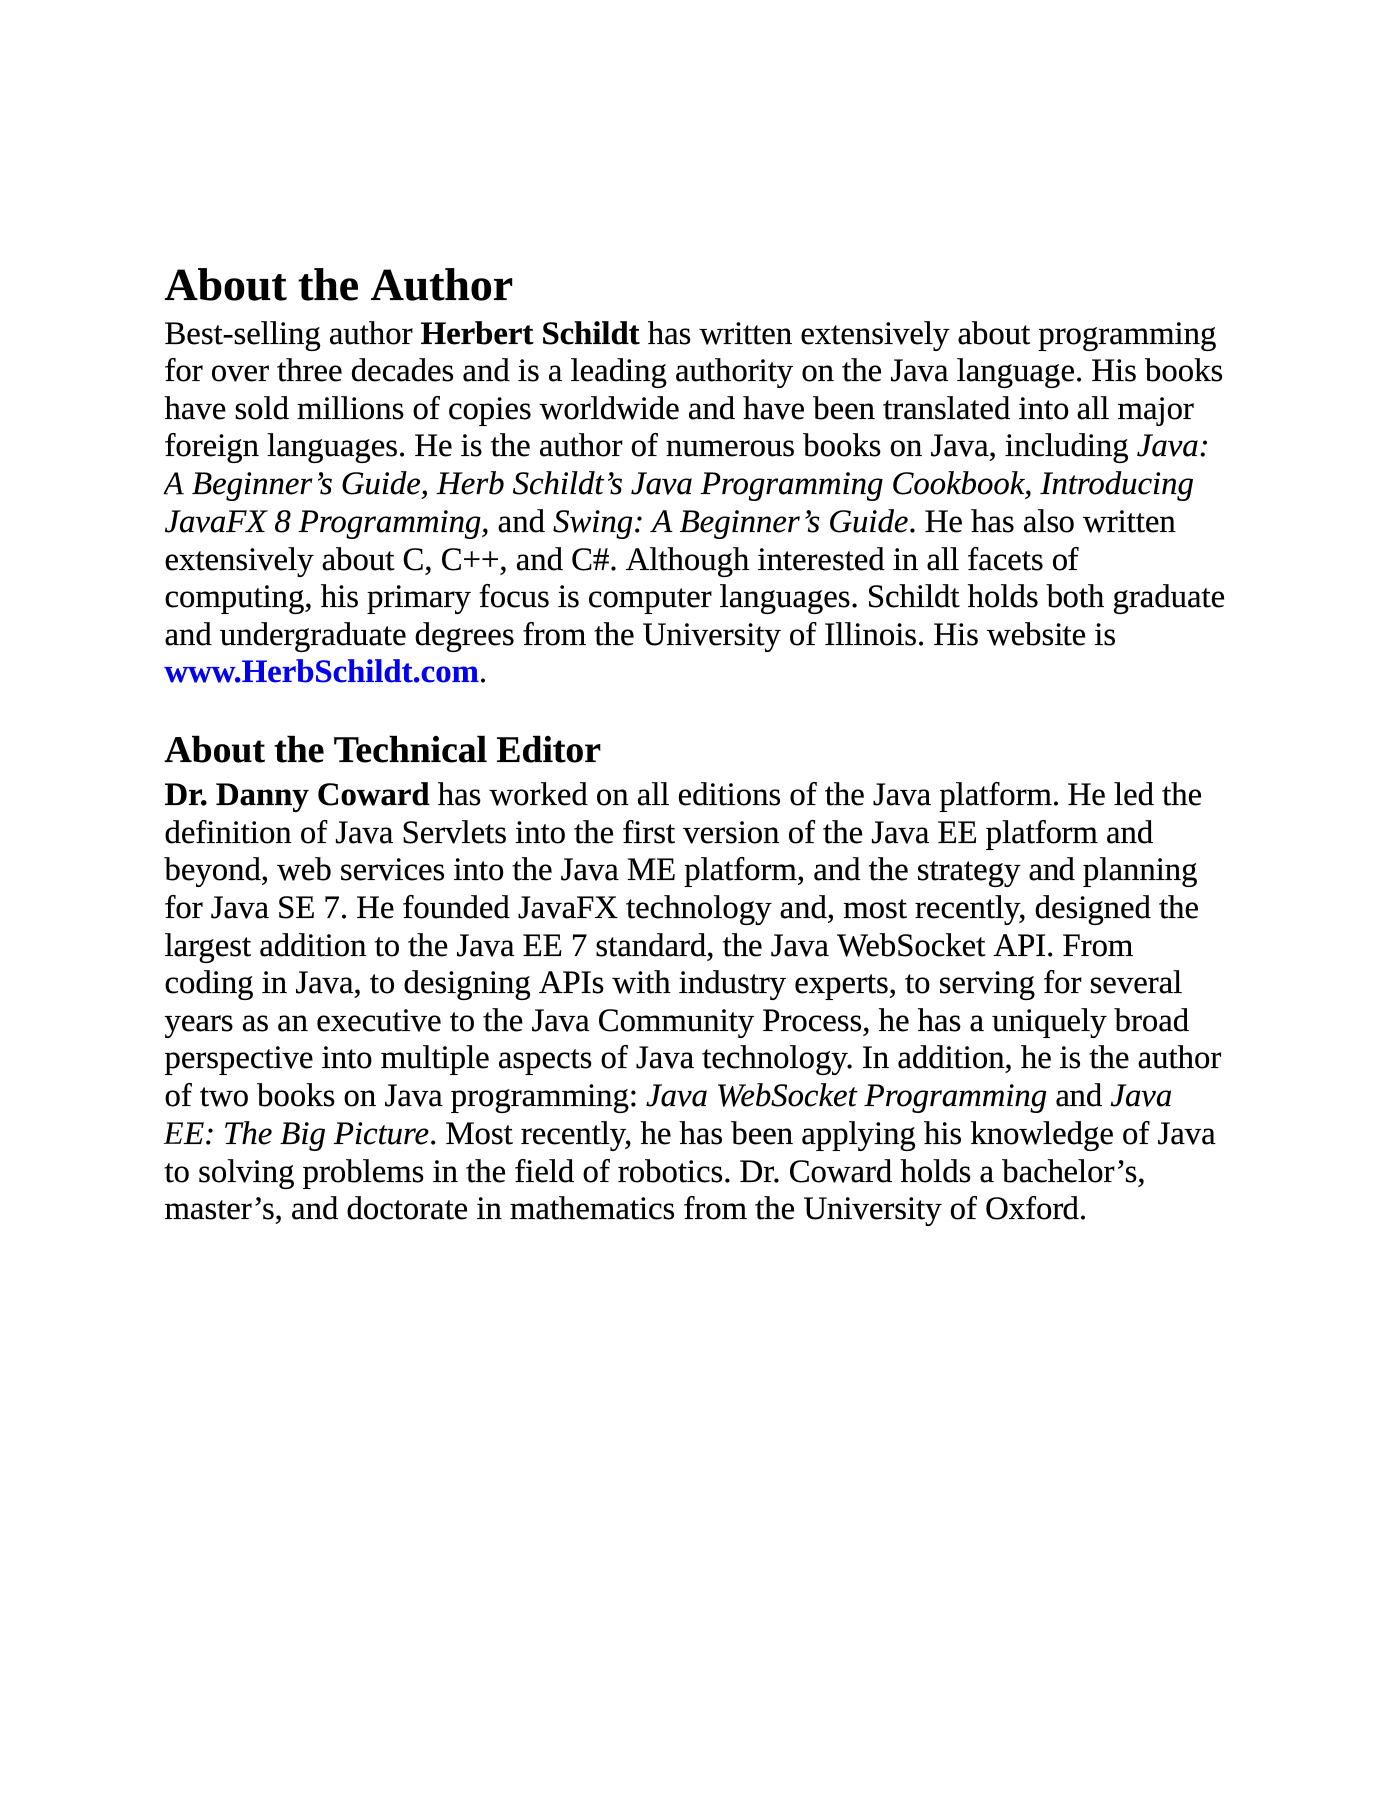 About the Author
Best-selling author Herbert Schildt has written extensively about programming
for over three decades and is a leading authority on the Java language. His books
have sold millions of copies worldwide and have been translated into all major
foreign languages. He is the author of numerous books on Java, including Java:
A Beginner’s Guide, Herb Schildt’s Java Programming Cookbook, Introducing
JavaFX 8 Programming, and Swing: A Beginner’s Guide. He has also written
extensively about C, C++, and C#. Although interested in all facets of
computing, his primary focus is computer languages. Schildt holds both graduate
and undergraduate degrees from the University of Illinois. His website is
www.HerbSchildt.com.
About the Technical Editor
Dr. Danny Coward has worked on all editions of the Java platform. He led the
definition of Java Servlets into the first version of the Java EE platform and
beyond, web services into the Java ME platform, and the strategy and planning
for Java SE 7. He founded JavaFX technology and, most recently, designed the
largest addition to the Java EE 7 standard, the Java WebSocket API. From
coding in Java, to designing APIs with industry experts, to serving for several
years as an executive to the Java Community Process, he has a uniquely broad
perspective into multiple aspects of Java technology. In addition, he is the author
of two books on Java programming: Java WebSocket Programming and Java
EE: The Big Picture. Most recently, he has been applying his knowledge of Java
to solving problems in the field of robotics. Dr. Coward holds a bachelor’s,
master’s, and doctorate in mathematics from the University of Oxford.